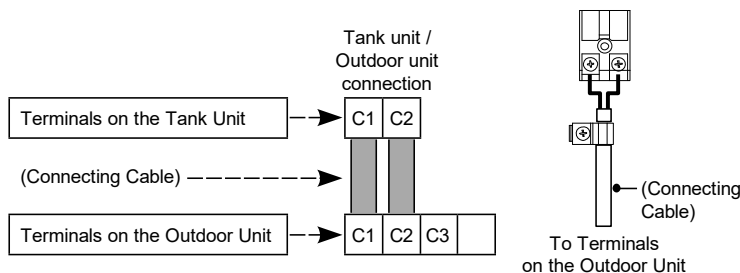 Tank unit /
Outdoor unit
connection
Terminals on the Tank Unit
C1 C2
(Connecting Cable)
Terminals on the Outdoor Unit
C1 C2 C3
(Connecting
Cable)
To Terminals
on the Outdoor Unit